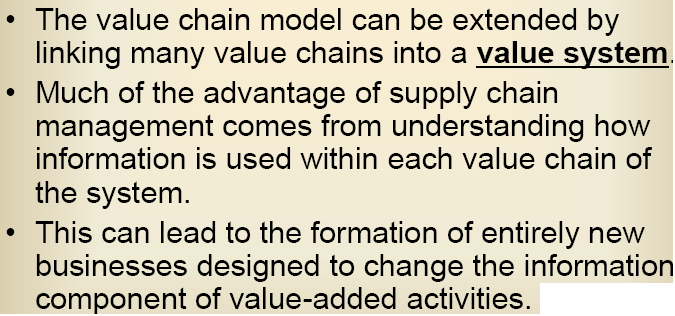 • The value chain model can be extended by
linking many value chains into a value system.
• Much of the advantage of supply chain
management comes from understanding how
information is used within each value chain of
the system.
• This can lead to the formation of entirely new
businesses designed to change the information
component of value-added activities.